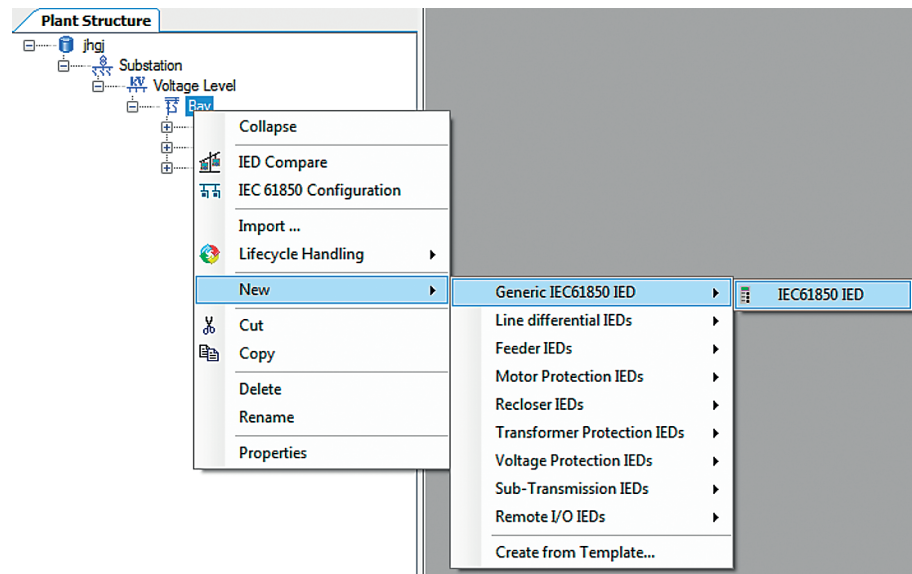 Plant Structure
jhgj
Substation
Voltage Level
Bay
Collapse
IED Compare
IEC 61850 Configuration
Import ...
Lifecycle Handling
New
Cut
Copy
Delete
Rename
Properties
Generic IEC61850 IED
Line differential IEDs
Feeder IEDs
Motor Protection IEDs
Recloser IEDs
Transformer Protection IEDs
Voltage Protection IEDs
Sub-Transmission IEDs
Remote I/O IEDs
Create from Template...
IEC61850 IED